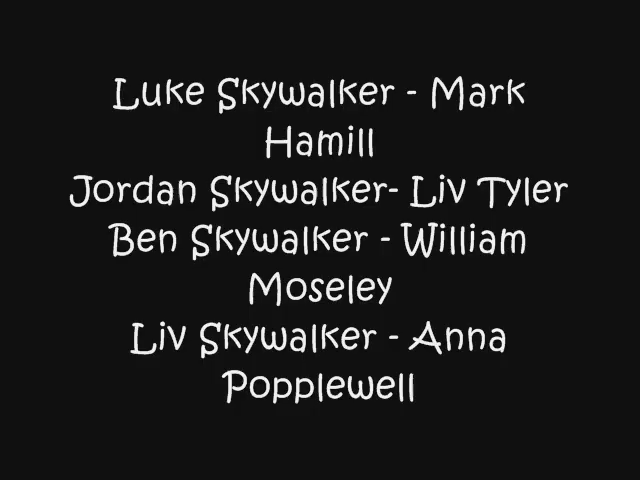 Luke Skywalker - Mark
Hamill
Jordan Skywalker- Liv Tyler
Ben Skywalker - William
Moseley
Liv Skywalker - Anna
Popplewell